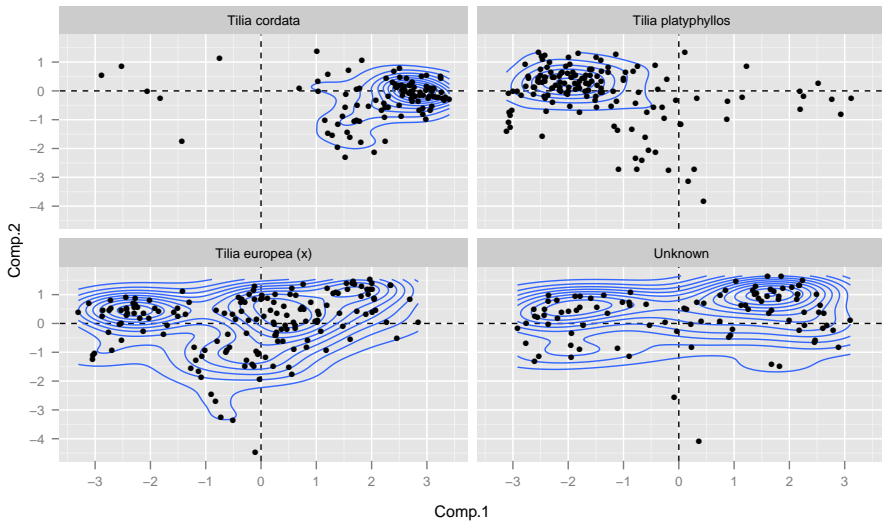 Tilia cordata
Tilia platyphyllos
1
0
−1
−2
−3
−4
Comp.2
Tilia europea (x)
Unknown
1
0
−1
−2
−3
−4
−3 −2 −1 0 1 2 3 −3 −2 −1 0 1 2 3
Comp.1